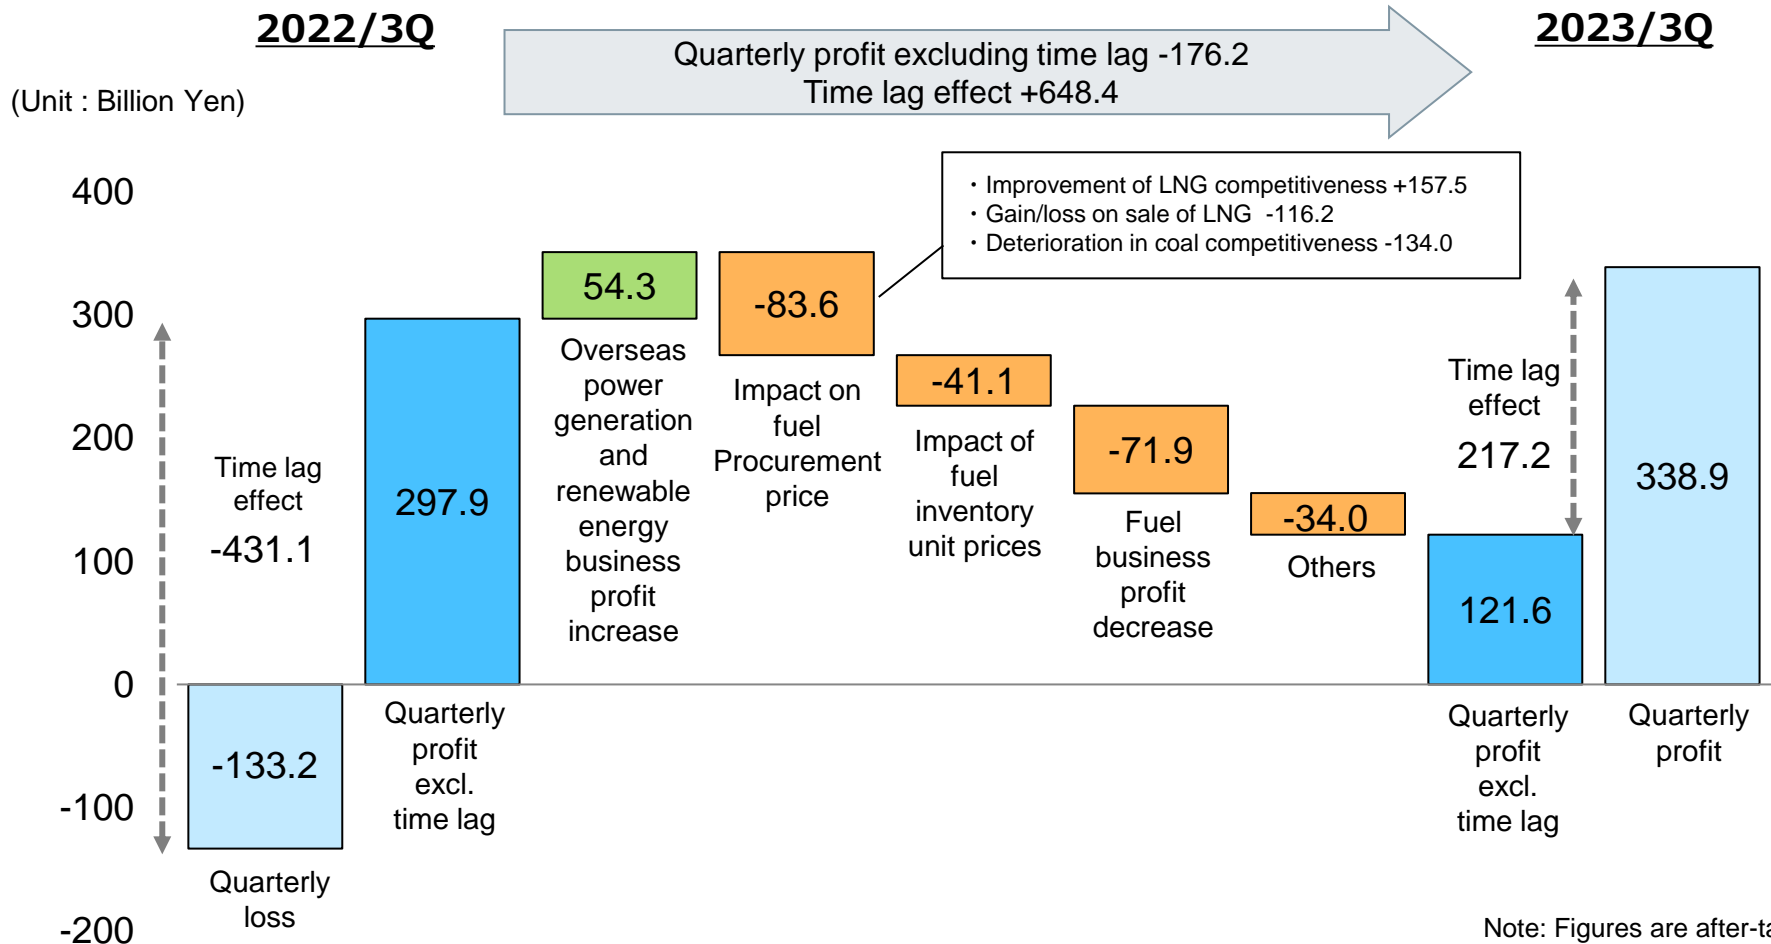 2022/3Q
Quarterly profit excluding time lag -176.2
Time lag effect +648.4
2023/3Q
(Unit : Billion Yen)
・Improvement of LNG competitiveness +157.5
・Gain/loss on sale of LNG -116.2
・Deterioration in coal competitiveness -134.0
400
300
200
100
0
-100
-200
Time lag
effect
-431.1
-133.2
Quarterly
loss
297.9
Quarterly
profit
excl.
time lag
54.3
Overseas
power
generation
and
renewable
energy
business
profit
increase
-83.6
Impact on
fuel
Procurement
price
-41.1
Impact of
fuel
inventory
unit prices
-71.9
Fuel
business
profit
decrease
-34.0
Others
Time lag
effect
217.2
121.6
Quarterly
profit
excl.
time lag
338.9
Quarterly
profit
Note: Figures are after-ta